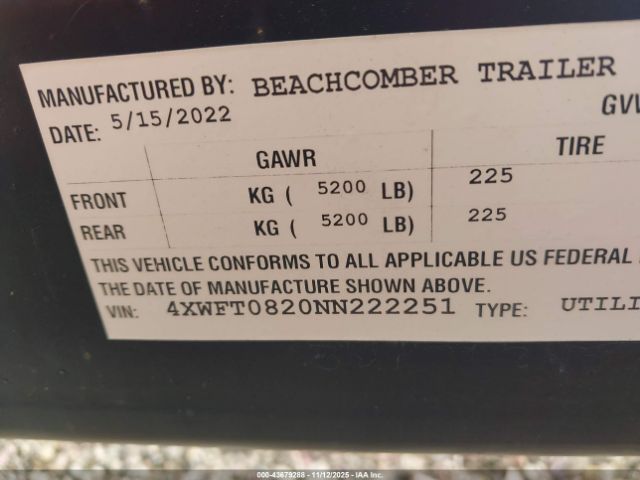 MANUFACTURED BY: BEACHCOMBER TRAILER
DATE: 5/15/2022
GAWR TIRE
FRONT KG ( 5200 LB) 225
REAR KG ( 5200 LB) 225
THIS VEHICLE CONFORMS TO ALL APPLICABLE US FEDERAL
THE DATE OF MANUFACTURE SHOWN ABOVE.
VIN: 4XWFT0820NN222251 TYPE: UTILI
000-43679288 - 11/12/2025 - IAA Inc.